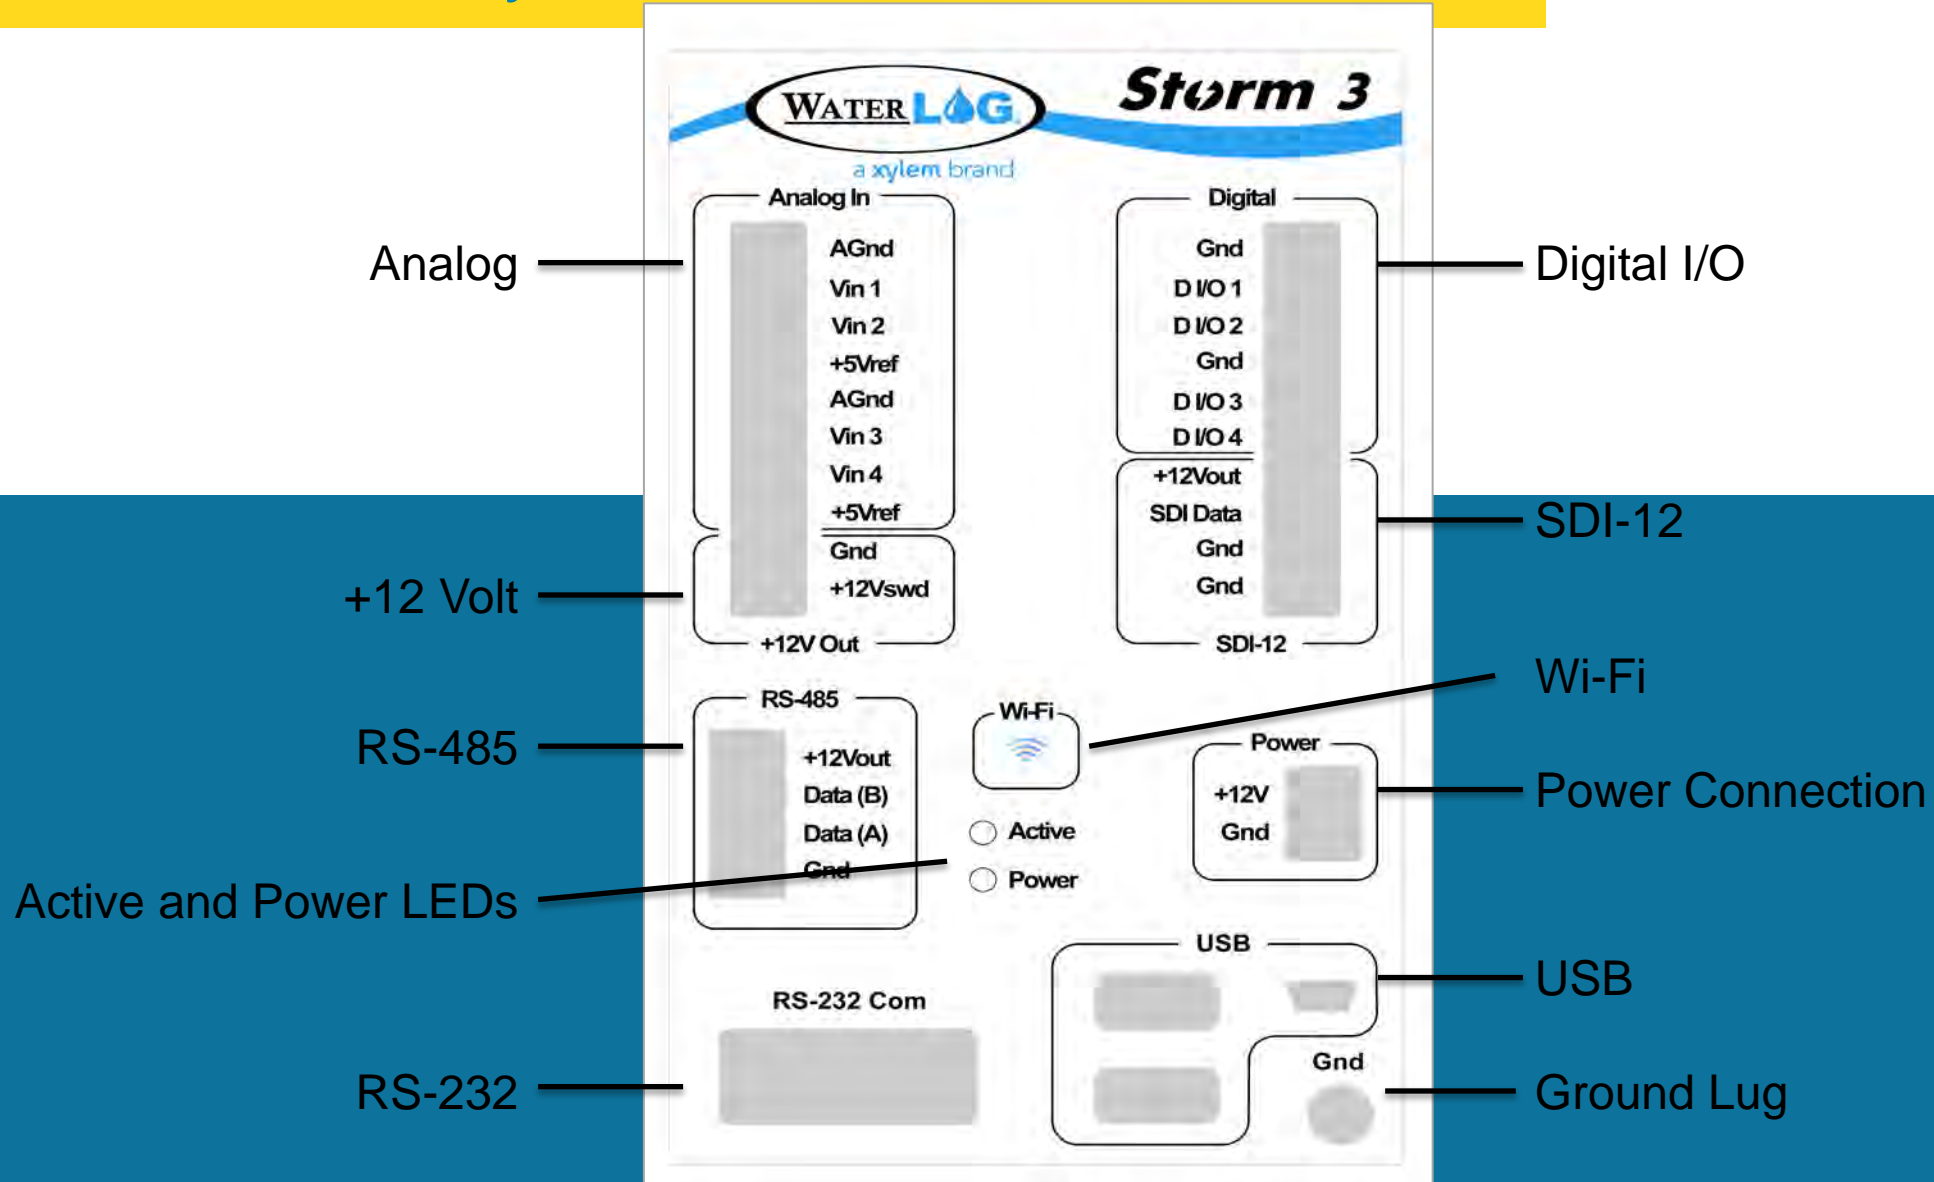 WATERLOG
Storm 3
a xylem brand
Analog In
AGnd
Vin 1
Vin 2
+5Vref
AGnd
Vin 3
Vin 4
+5Vref
Gnd
+12Vswd
+12V Out
Digital
Gnd
D I/O 1
D I/O 2
Gnd
D I/O 3
D I/O 4
+12Vout
SDI Data
Gnd
Gnd
SDI-12
RS-485
+12Vout
Data (B)
Data (A)
Gnd
Wi-Fi
Active
Power
Power
+12V
Gnd
USB
RS-232 Com
Gnd
Analog
+12 Volt
RS-485
Active and Power LEDs
RS-232
Digital I/O
SDI-12
Wi-Fi
Power Connection
USB
Ground Lug